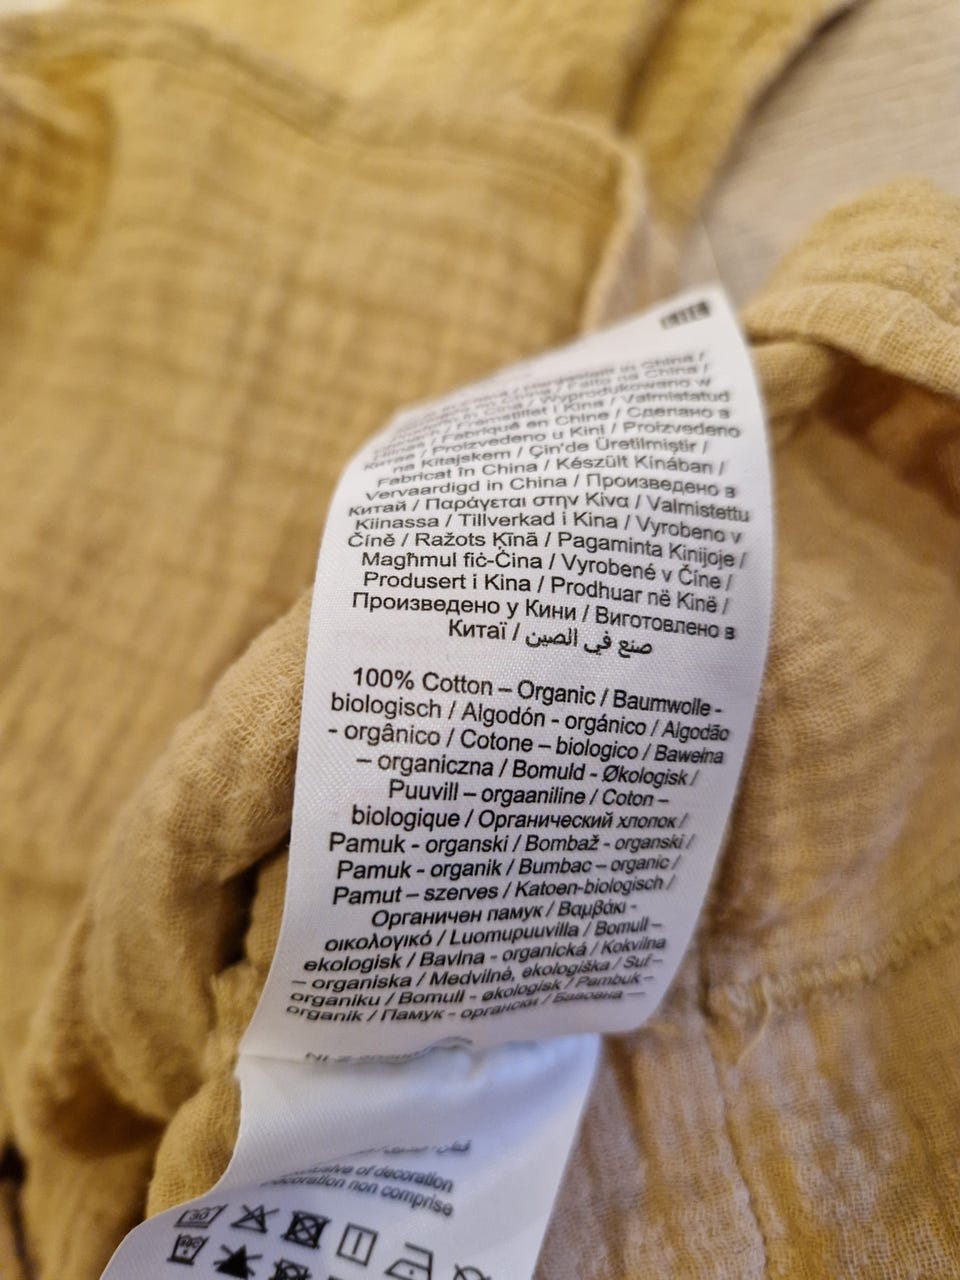 in China /
Wyprodukowano w
Fremstillet i Kina / Valmistatud
Fabriqué en Chine / Сделано в
Китае / Proizvedeno u Kini / Proizvedeno
na Kitajskem / Çin'de Üretilmiştir /
Fabricat în China / Készült Kínában /
Vervaardigd in China / Произведено в
Китай / Παράγεται στην Κίνα / Valmistettu
Kiinassa / Tillverkad i Kina / Vyrobeno v
Číně / Ražots Ķīnā / Pagaminta Kinijoje /
Magħmul fiċ-Ċina / Vyrobené v Číne /
Produsert i Kina / Prodhuar në Kinë /
Произведено у Кини / Виготовлено в
Китаї / صنع في الصين
100% Cotton – Organic / Baumwolle -
biologisch / Algodón - orgánico / Algodão
- orgânico / Cotone – biologico / Bawełna
– organiczna / Bomuld - Økologisk /
Puuvill – orgaaniline / Coton –
biologique / Органический хлопок /
Pamuk - organski / Bombaž - organski /
Pamuk - organik / Bumbac – organic /
Pamut – szerves / Katoen-biologisch /
Органичен памук / Βαμβάκι -
οικολογικό / Luomupuuvilla / Bomull –
ekologisk / Bavlna - organická / Kokvilna
– organiska / Medvilnė, ekologiška / Suf –
organiku / Bomull - økologisk / Pambuk –
organik / Памук - органски / Бавовна —
of decoration
decoration non comprise
30